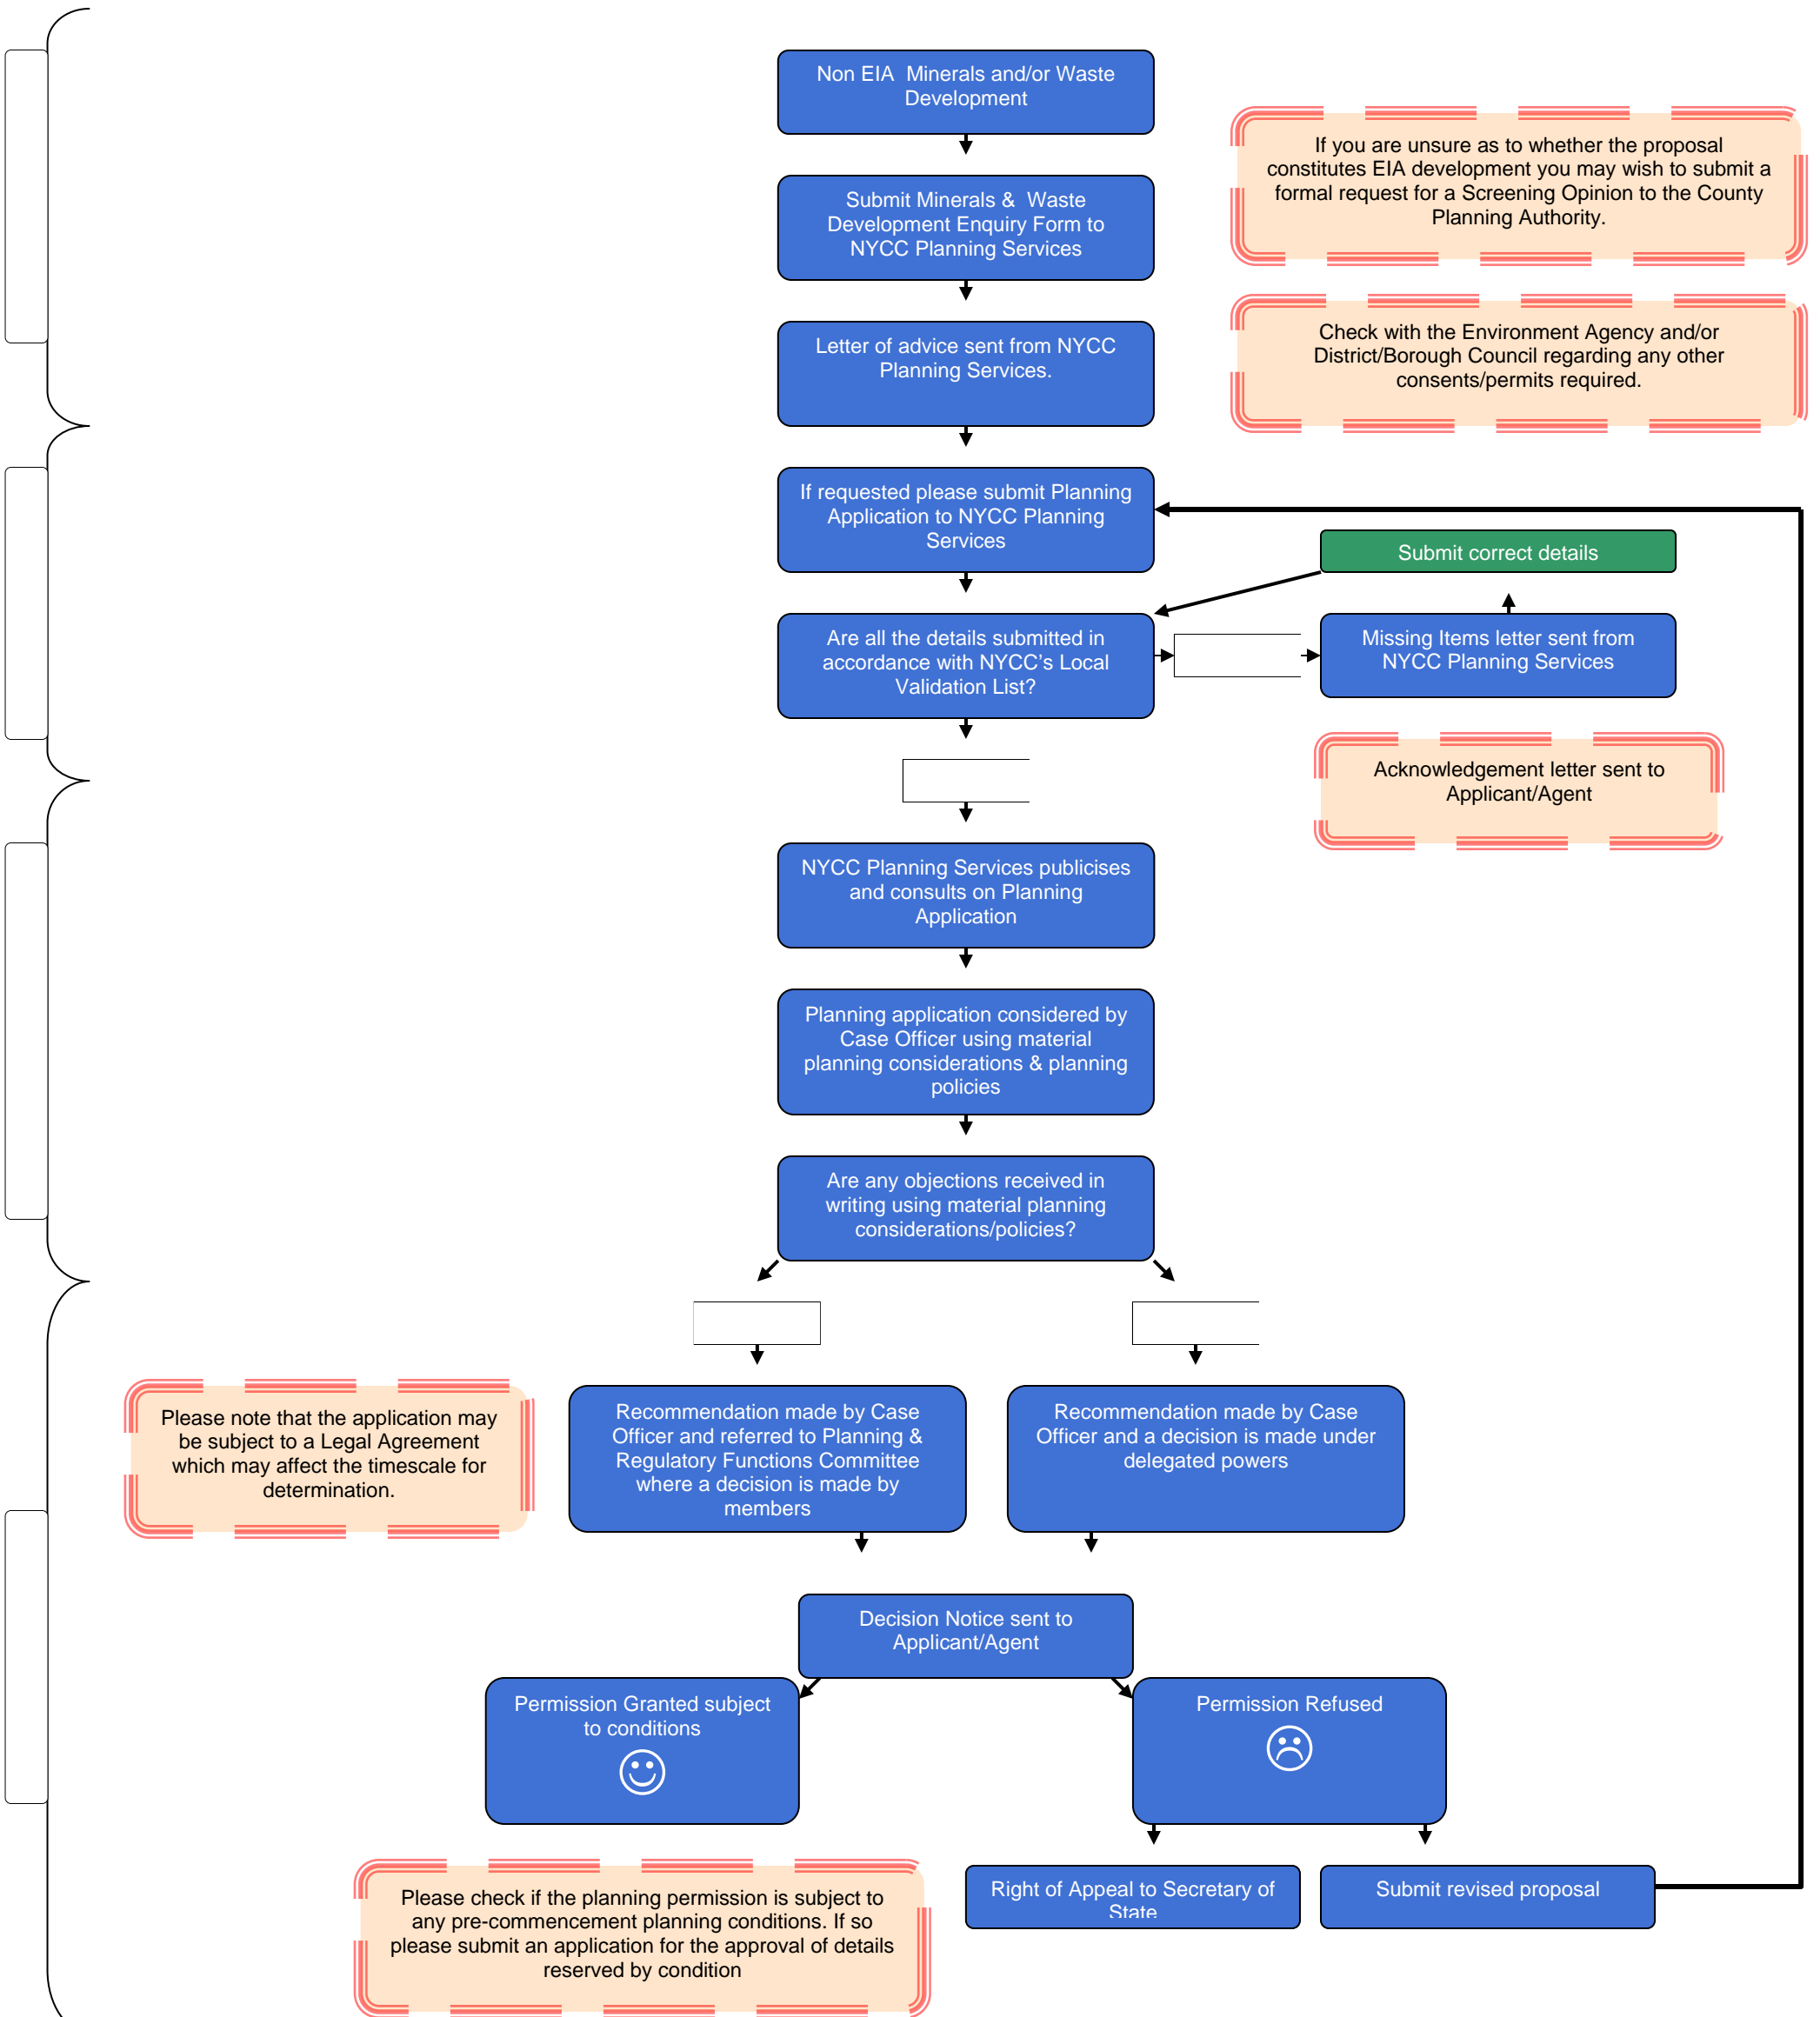 Non EIA  Minerals and/or Waste
Development
If you are unsure as to whether the proposal
constitutes EIA development you may wish to submit a
formal request for a Screening Opinion to the County
Planning Authority.
Submit Minerals &  Waste
Development Enquiry Form to
NYCC Planning Services
Letter of advice sent from NYCC
Planning Services.
Check with the Environment Agency and/or
District/Borough Council regarding any other
consents/permits required.
If requested please submit Planning
Application to NYCC Planning
Services
Submit correct details
Are all the details submitted in
accordance with NYCC’s Local
Validation List?
Missing Items letter sent from
NYCC Planning Services
Acknowledgement letter sent to
Applicant/Agent
NYCC Planning Services publicises
and consults on Planning
Application
Planning application considered by
Case Officer using material
planning considerations & planning
policies
Are any objections received in
writing using material planning
considerations/policies?
Please note that the application may
be subject to a Legal Agreement
which may affect the timescale for
determination.
Recommendation made by Case
Officer and referred to Planning &
Regulatory Functions Committee
where a decision is made by
members
Recommendation made by Case
Officer and a decision is made under
delegated powers
Decision Notice sent to
Applicant/Agent
Permission Granted subject
to conditions
Permission Refused
Right of Appeal to Secretary of
State
Submit revised proposal
Please check if the planning permission is subject to
any pre-commencement planning conditions. If so
please submit an application for the approval of details
reserved by condition